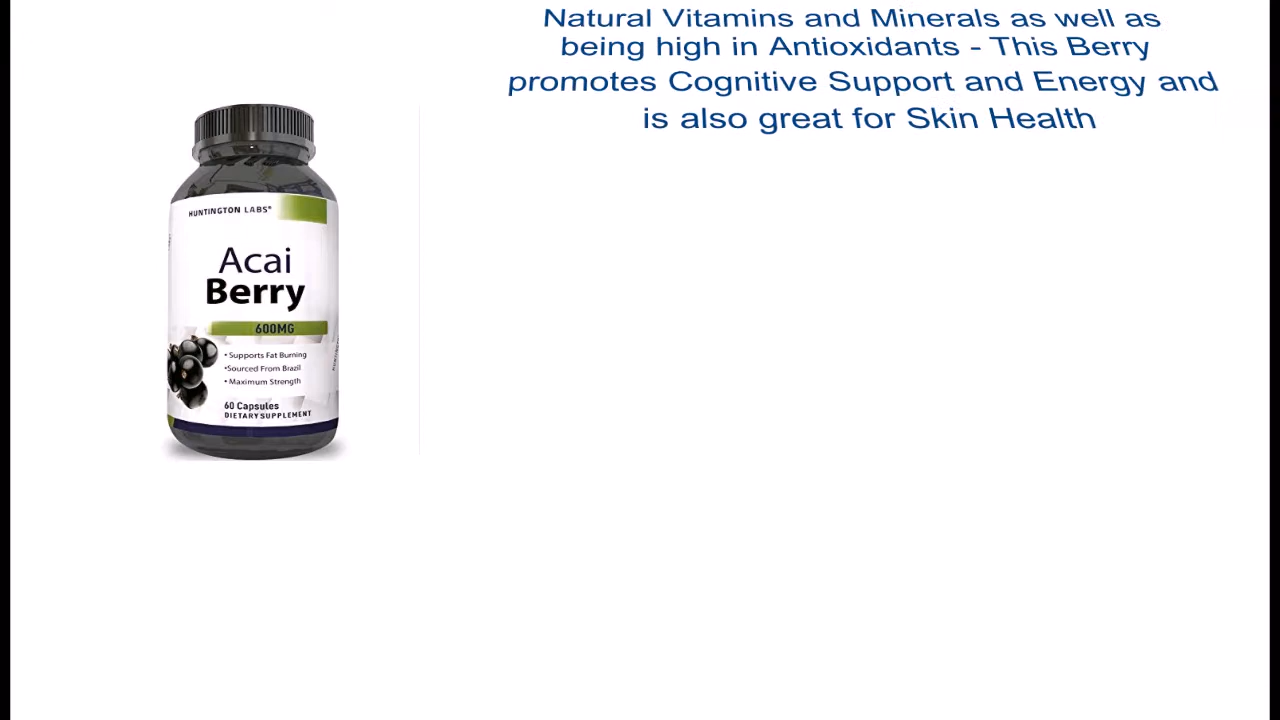 Natural Vitamins and Minerals as well as
being high in Antioxidants - This Berry
promotes Cognitive Support and Energy and
is also great for Skin Health
HUNTINGTON LABS®
Acai
Berry
600MG
• Supports Fat Burning
•Sourced From Brazil
• Maximum Strength
60 Capsules
DIETARY SUPPLEMENT